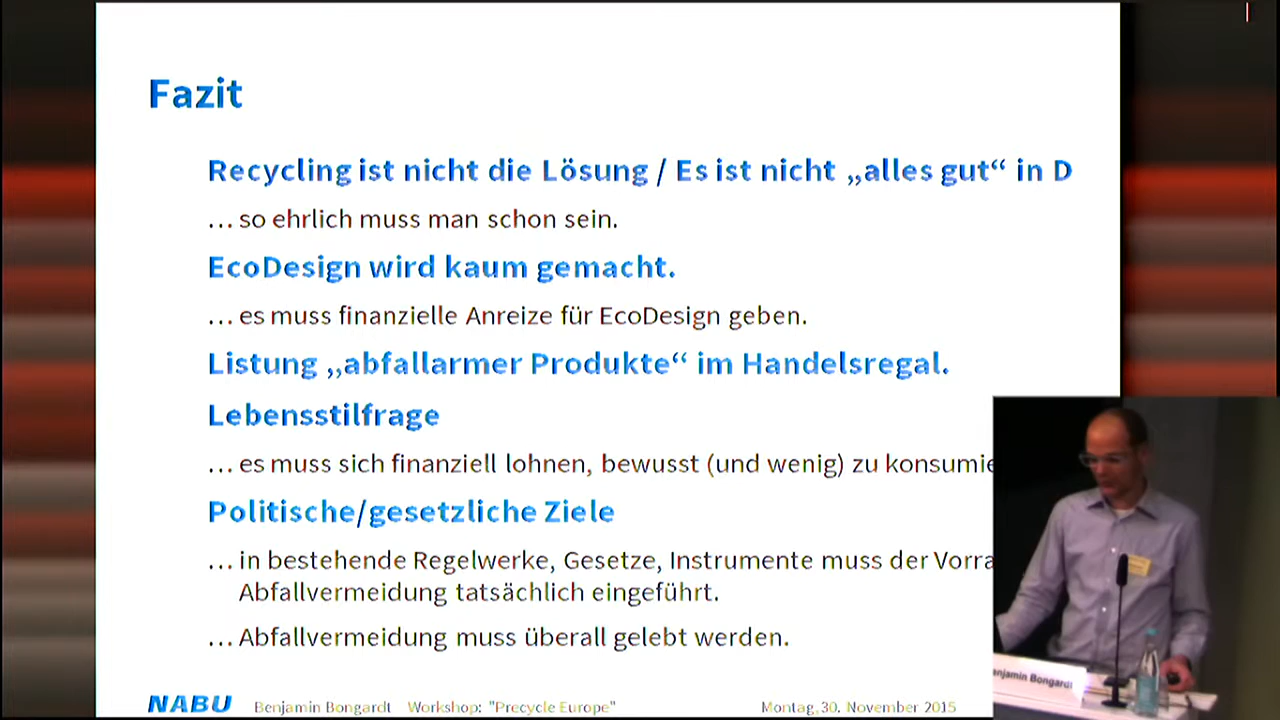 Fazit
Recycling ist nicht die Lösung / Es ist nicht „alles gut“ in D
... so ehrlich muss man schon sein.
EcoDesign wird kaum gemacht.
... es muss finanzielle Anreize für EcoDesign geben.
Listung „abfallarmer Produkte“ im Handelsregal.
Lebensstilfrage
... es muss sich finanziell lohnen, bewusst (und wenig) zu konsumie
Politische/gesetzliche Ziele
... in bestehende Regelwerke, Gesetze, Instrumente muss der Vorra
Abfallvermeidung tatsächlich eingeführt.
... Abfallvermeidung muss überall gelebt werden.
NABU Benjamin Bongardt Workshop: "Precycle Europe" Montag,30. November 2015
enjamin Bongardt